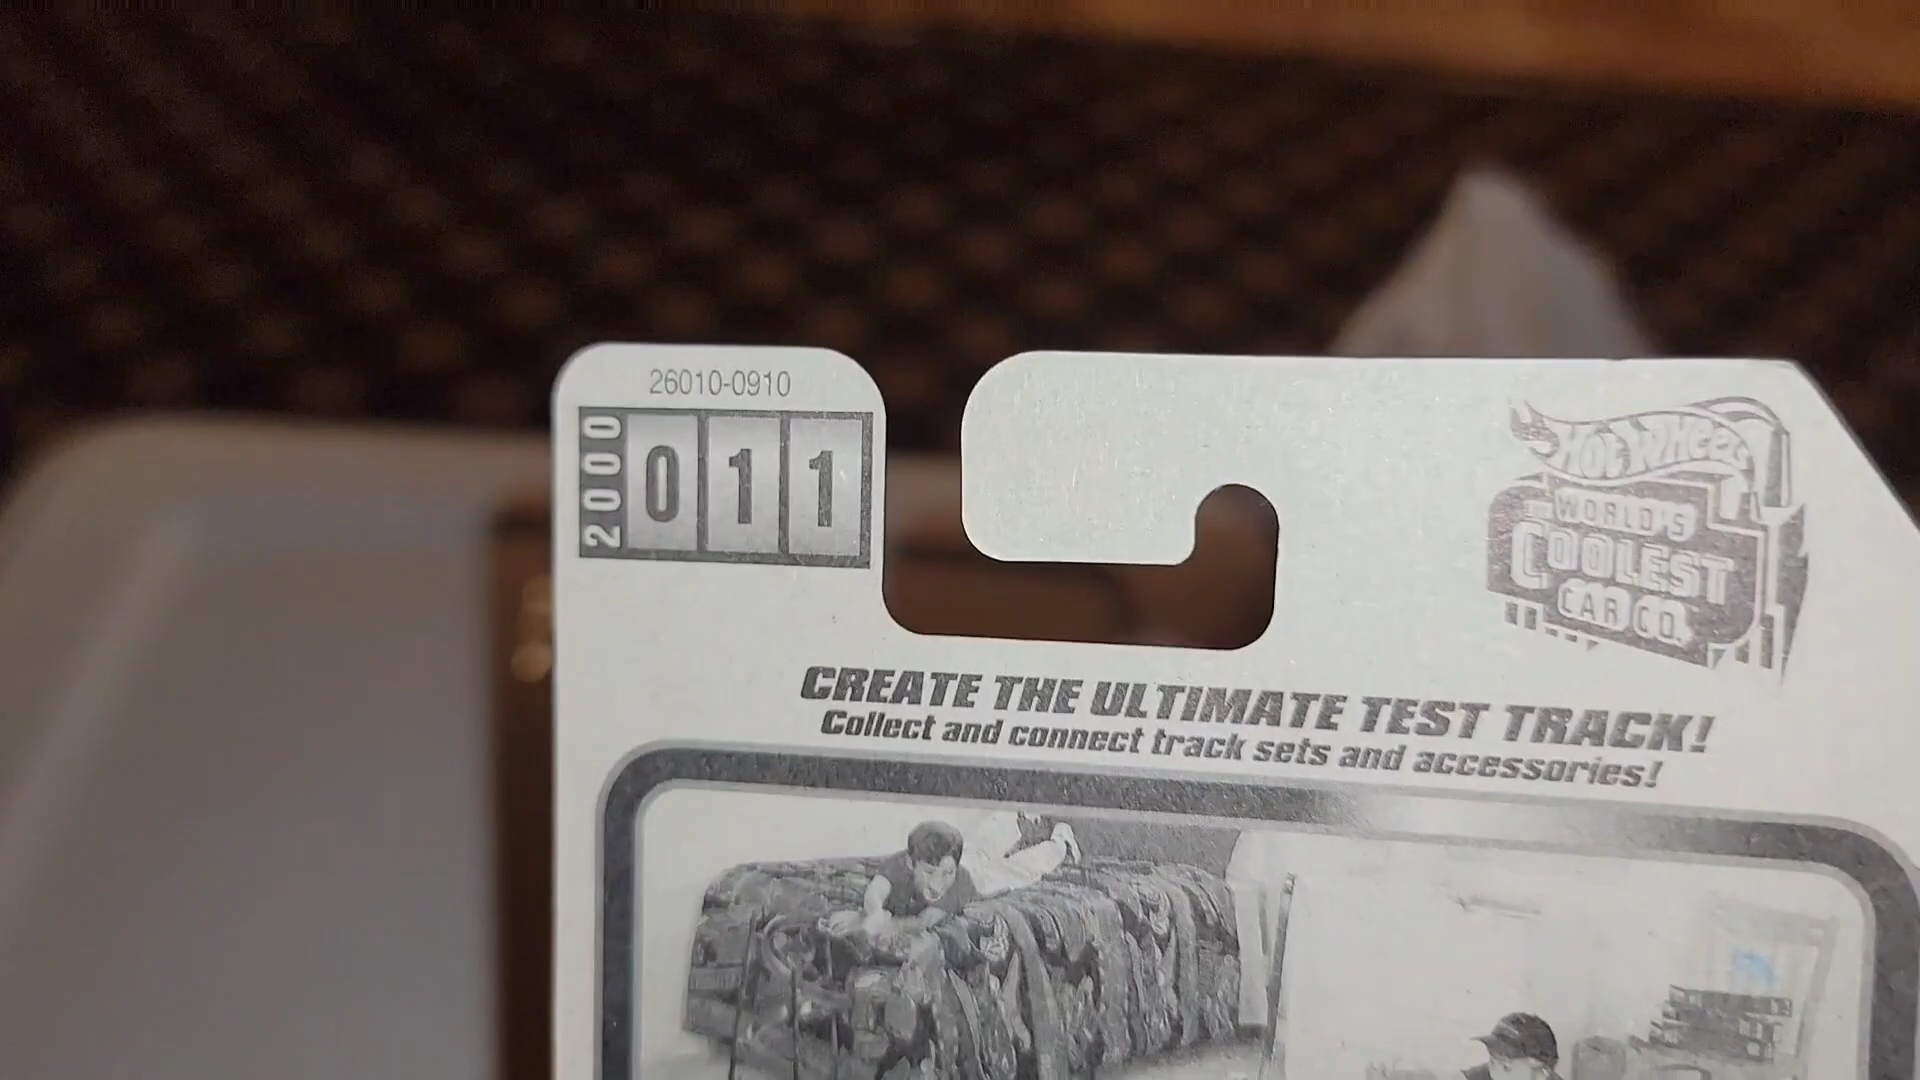 26010-0910
2000
011
HOT WHEELS
WORLD'S
COOLEST
CAR CO.
CREATE THE ULTIMATE TEST TRACK!
Collect and connect track sets and accessories!